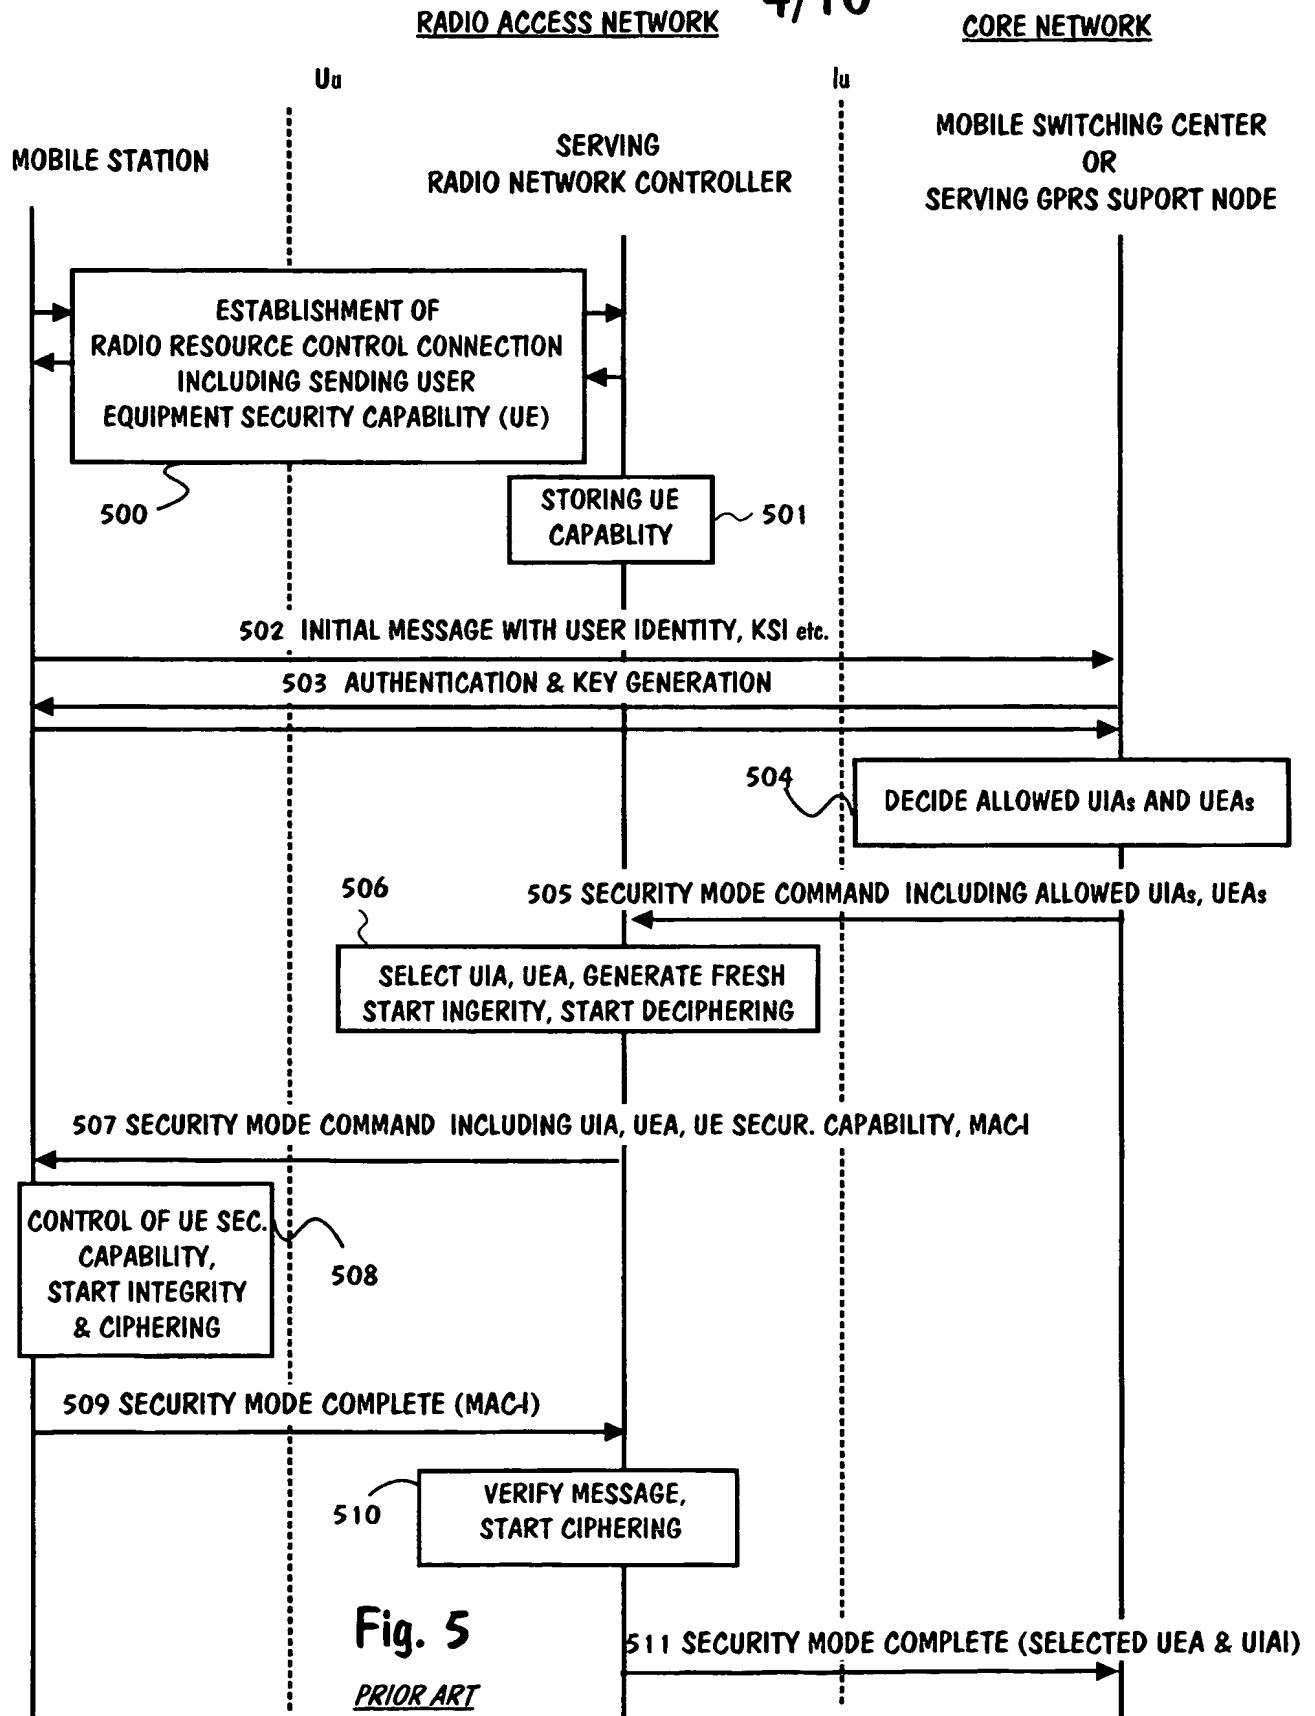 4/10
RADIO ACCESS NETWORK
CORE NETWORK
Uu
Iu
MOBILE STATION
SERVING
RADIO NETWORK CONTROLLER
MOBILE SWITCHING CENTER
OR
SERVING GPRS SUPORT NODE
ESTABLISHMENT OF
RADIO RESOURCE CONTROL CONNECTION
INCLUDING SENDING USER
EQUIPMENT SECURITY CAPABILITY (UE)
500
STORING UE
CAPABLITY
501
502 INITIAL MESSAGE WITH USER IDENTITY, KSI etc.
503 AUTHENTICATION & KEY GENERATION
504
DECIDE ALLOWED UIAs AND UEAs
505 SECURITY MODE COMMAND INCLUDING ALLOWED UIAs, UEAs
506
SELECT UIA, UEA, GENERATE FRESH
START INGERITY, START DECIPHERING
507 SECURITY MODE COMMAND INCLUDING UIA, UEA, UE SECUR. CAPABILITY, MAC-I
CONTROL OF UE SEC.
CAPABILITY,
START INTEGRITY
& CIPHERING
508
509 SECURITY MODE COMPLETE (MAC-I)
VERIFY MESSAGE,
START CIPHERING
510
511 SECURITY MODE COMPLETE (SELECTED UEA & UIAI)
Fig. 5
PRIOR ART